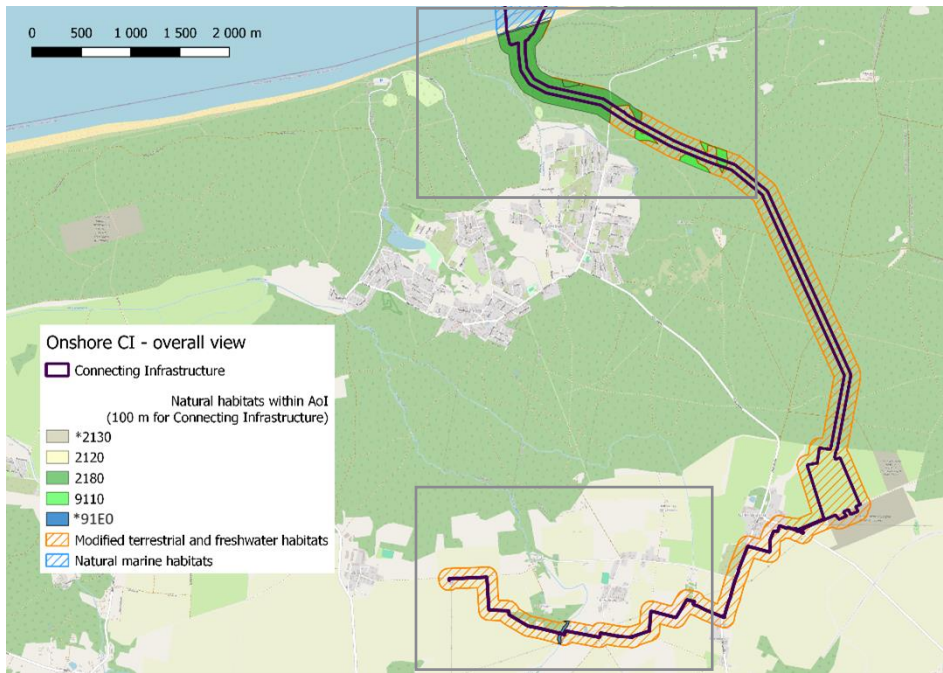 0 500 1 000 1 500 2 000 m
Onshore CI - overall view
Connecting Infrastructure
Natural habitats within AoI
(100 m for Connecting Infrastructure)
*2130
2120
2180
9110
*91E0
Modified terrestrial and freshwater habitats
Natural marine habitats